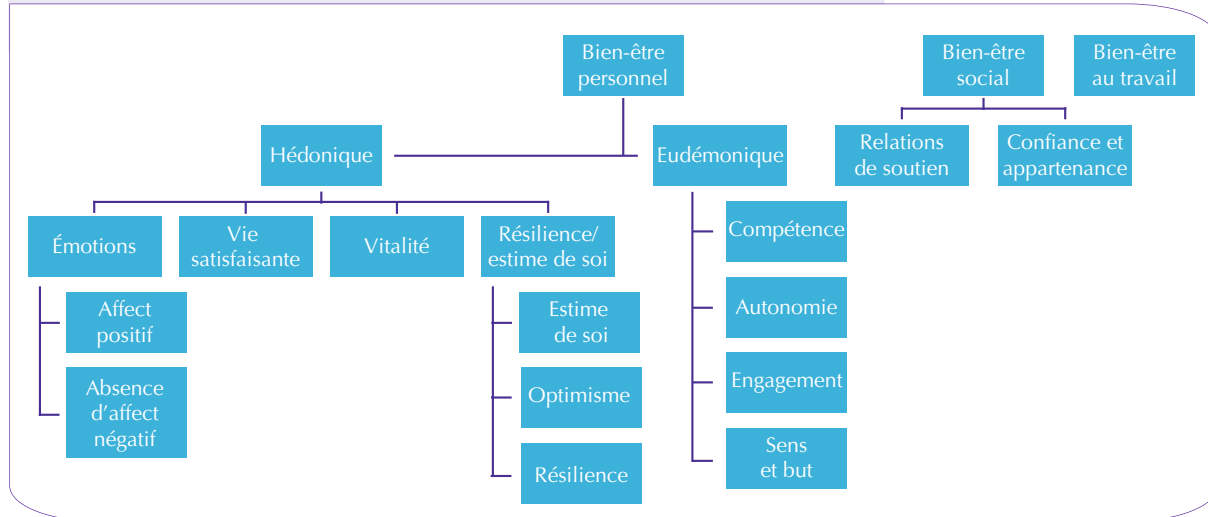 Bien-être
personnel
Bien-être
social
Bien-être
au travail
Hédonique
Eudémonique
Relations
de soutien
Confiance et
appartenance
Émotions
Vie
satisfaisante
Vitalité
Résilience/
estime de soi
Compétence
Affect
positif
Estime
de soi
Autonomie
Absence
d’affect
négatif
Optimisme
Engagement
Résilience
Sens
et but